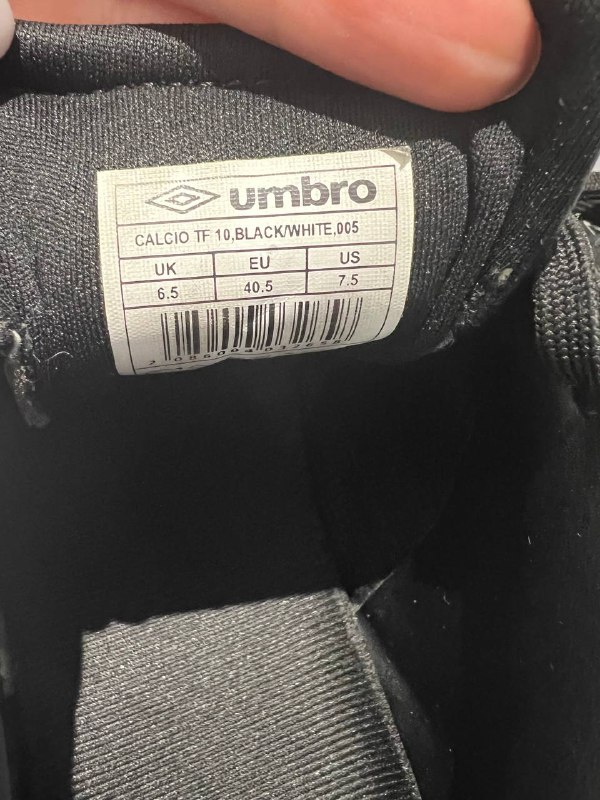 umbro
CALCIO TF 10,BLACK/WHITE,005
UK EU US
6.5 40.5 7.5